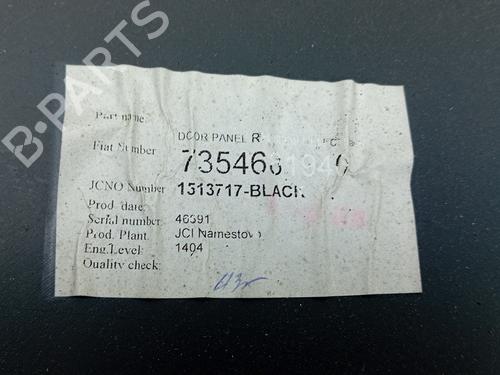 B-PARTS
Part name:
DOOR PANEL R
Fiat Number
JCNO Number 1513717-BLACK
Prod. date:
Serial number 46391
Prod. Plant. JCI Namestovo
Eng.Level: 1404
Quality check: